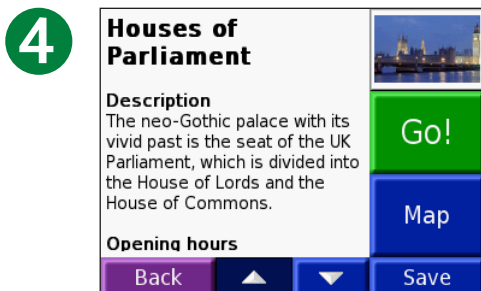 4
Houses of
Parliament
Description
The neo-Gothic palace with its
vivid past is the seat of the UK
Parliament, which is divided into
the House of Lords and the
House of Commons.
Opening hours
Go!
Map
Back
Save